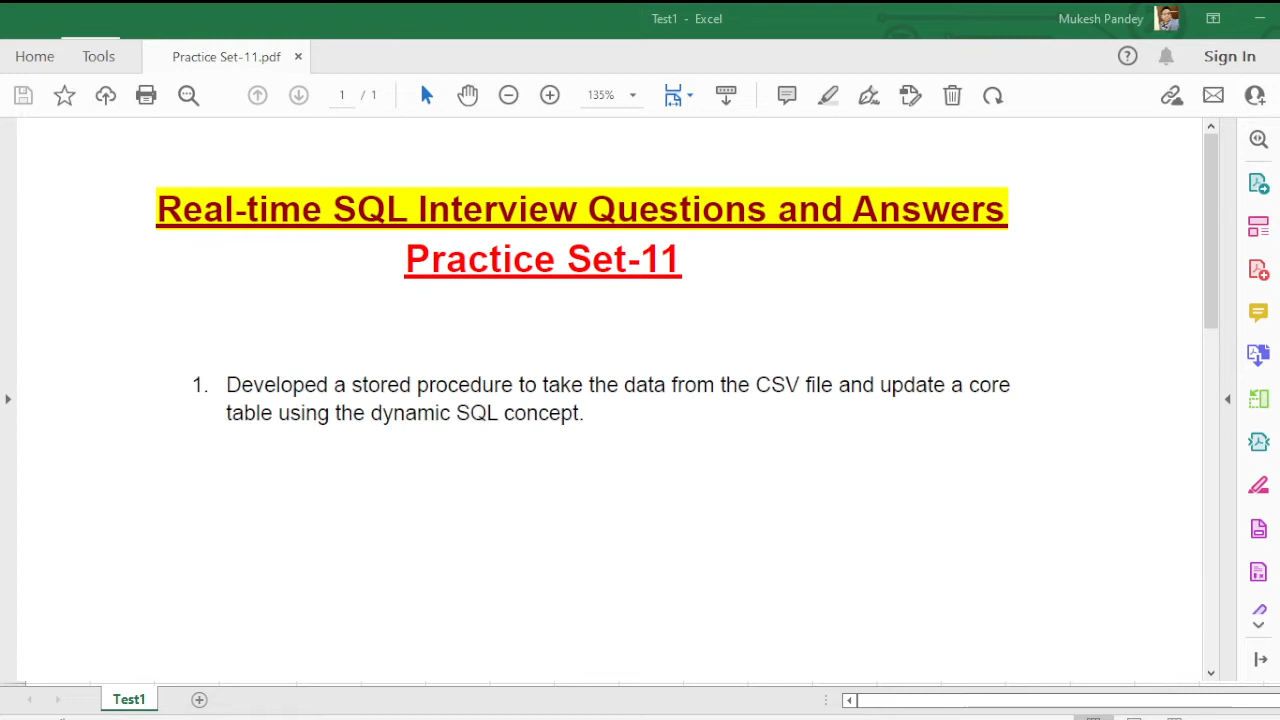 Test1 - Excel
Mukesh Pandey
Home
Tools
Practice Set-11.pdf
Sign In
1 / 1
135%
Real-time SQL Interview Questions and Answers
Practice Set-11
1. Developed a stored procedure to take the data from the CSV file and update a core
table using the dynamic SQL concept.
Test1